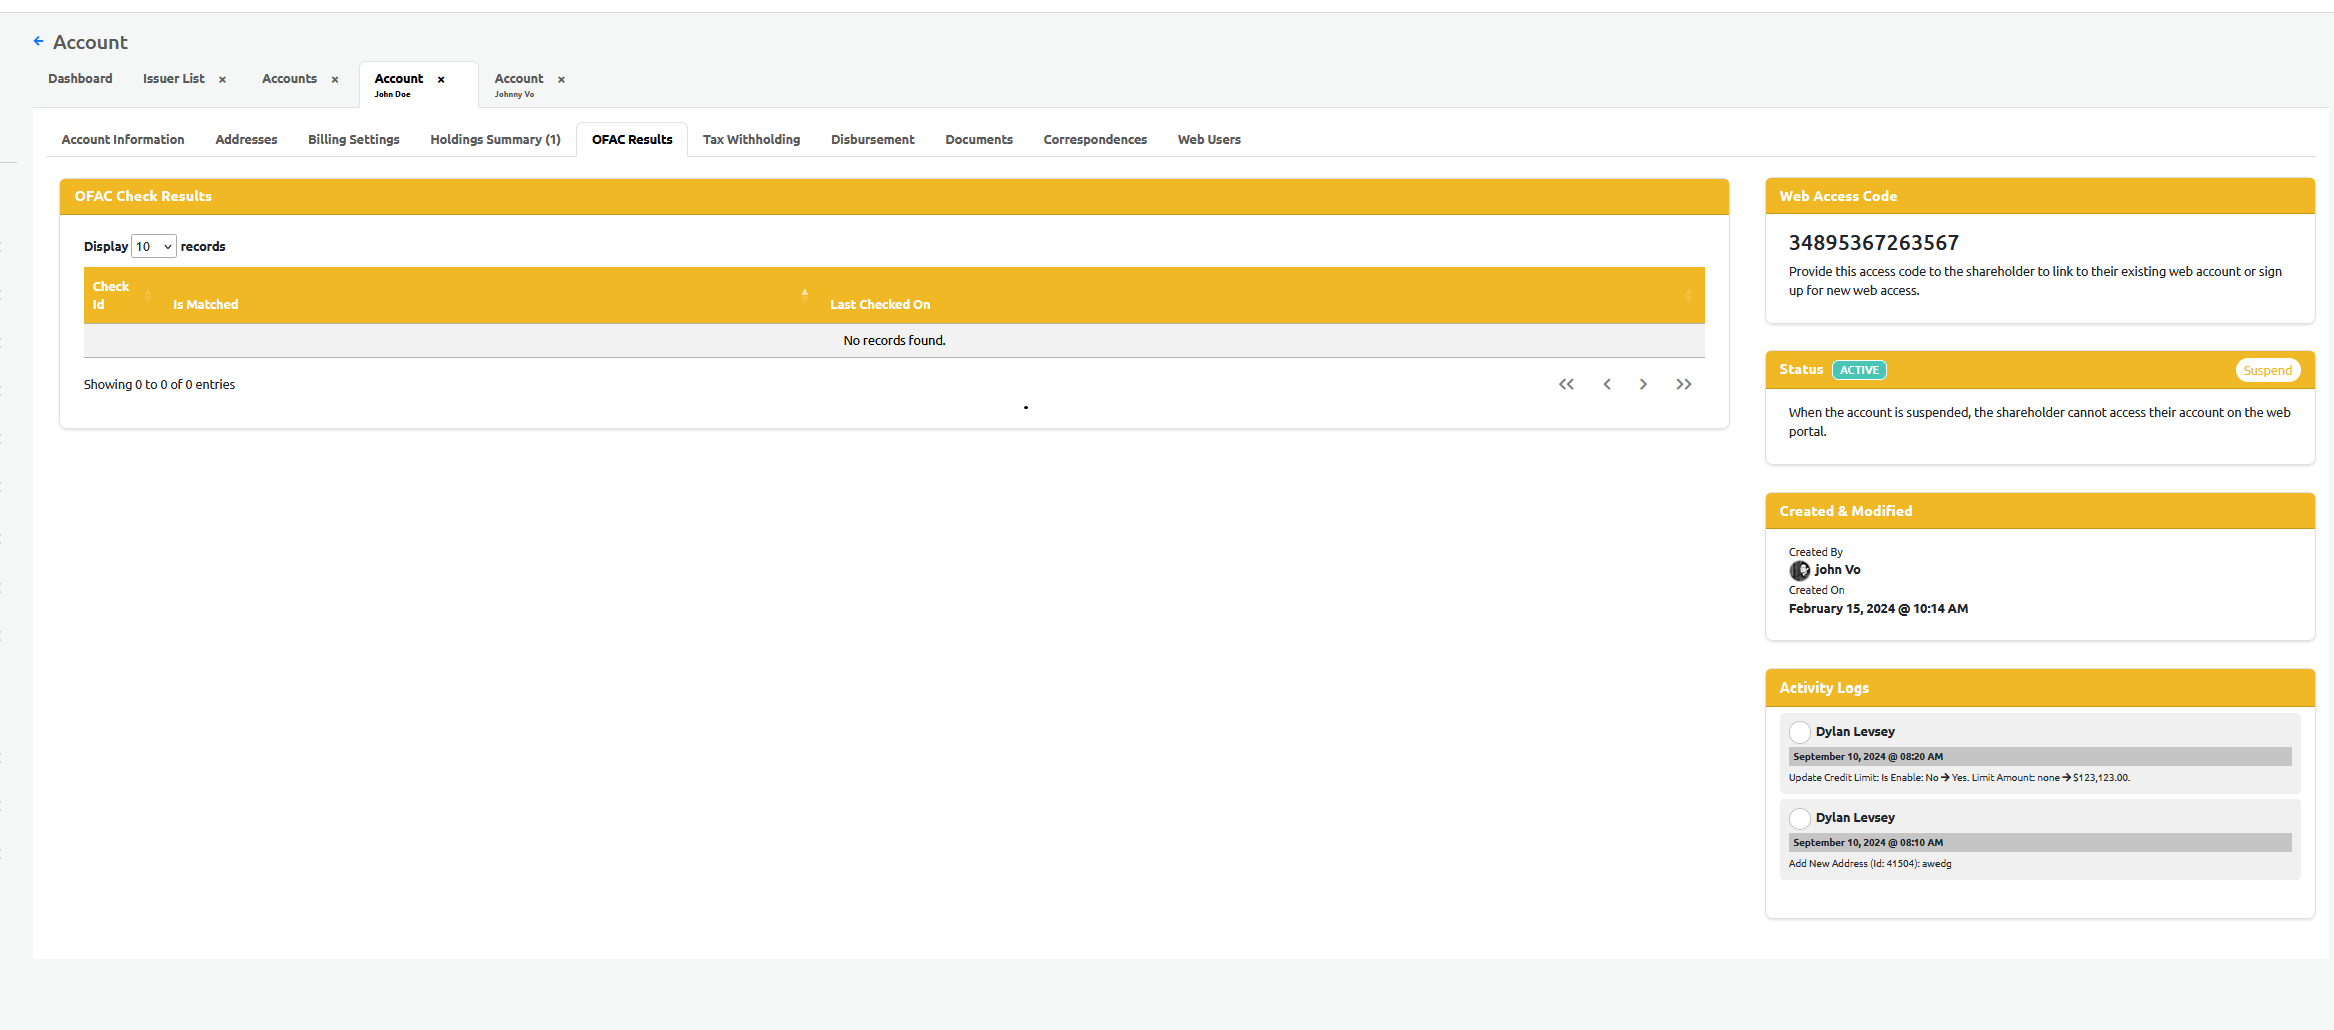 Account
Dashboard
Issuer List ×
Accounts ×
Account ×
John Doe
Account ×
Johnny Vo
Account Information
Addresses
Billing Settings
Holdings Summary (1)
OFAC Results
Tax Withholding
Disbursement
Documents
Correspondences
Web Users
OFAC Check Results
Display 10 records
Check Id
Is Matched
Last Checked On
No records found.
Showing 0 to 0 of 0 entries
Web Access Code
34895367263567
Provide this access code to the shareholder to link to their existing web account or sign
up for new web access.
Status ACTIVE
Suspend
When the account is suspended, the shareholder cannot access their account on the web
portal.
Created & Modified
Created By
john Vo
Created On
February 15, 2024 @ 10:14 AM
Activity Logs
Dylan Levsey
September 10, 2024 @ 08:20 AM
Update Credit Limit: Is Enable: No → Yes. Limit Amount: none → $123,123.00.
Dylan Levsey
September 10, 2024 @ 08:10 AM
Add New Address (Id: 41504): awedg